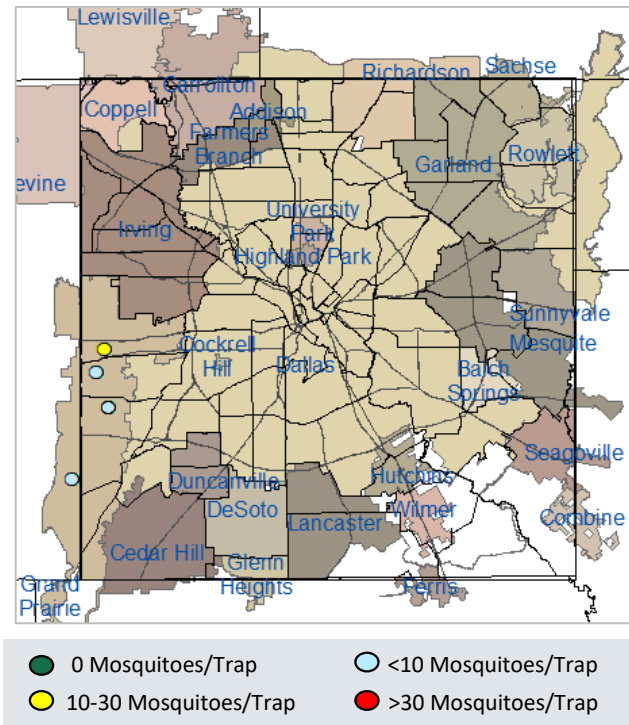 Lewisville
Carrollton
Richardson
Sachse
Coppell
Addison
Farmers
Branch
Garland
Rowlett
evine
Irving
University
Park
Highland Park
Sunnyvale
Cockrell
Hill
Dallas
Mesquite
Balch
Springs
Seagoville
Duncanville
Hutchins
DeSoto
Lancaster
Wilmer
Combine
Cedar Hill
Glenn
Heights
Grand
Prairie
Ferris
0 Mosquitoes/Trap
<10 Mosquitoes/Trap
10-30 Mosquitoes/Trap
>30 Mosquitoes/Trap